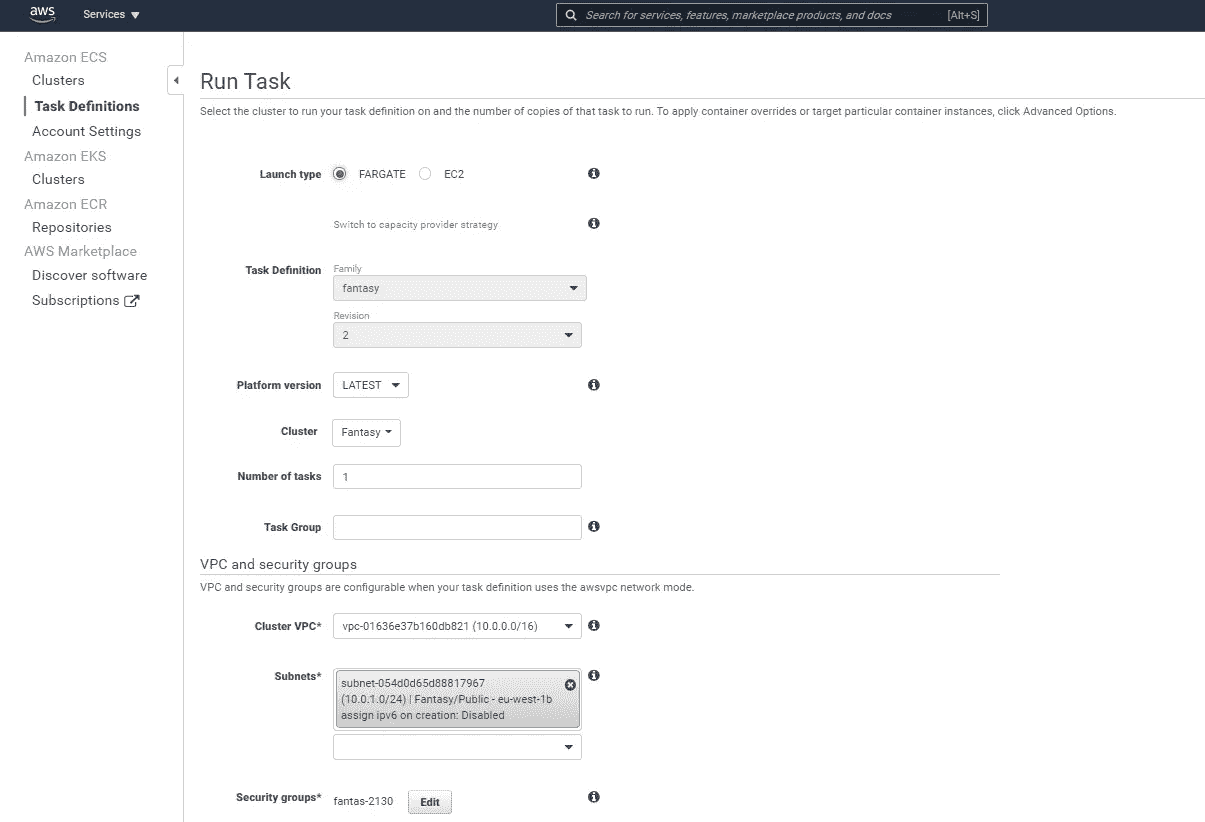 aws Services Search for services, features, marketplace products, and docs [Alt+S]
Amazon ECS
Clusters
Task Definitions
Account Settings
Amazon EKS
Clusters
Amazon ECR
Repositories
AWS Marketplace
Discover software
Subscriptions
Run Task
Select the cluster to run your task definition on and the number of copies of that task to run. To apply container overrides or target particular container instances, click Advanced Options.
Launch type FARGATE EC2
Switch to capacity provider strategy
Task Definition Family
fantasy
Revision
2
Platform version LATEST
Cluster Fantasy
Number of tasks 1
Task Group
VPC and security groups
VPC and security groups are configurable when your task definition uses the awsvpc network mode.
Cluster VPC* vpc-01636e37b160db821 (10.0.0.0/16)
Subnets* subnet-054d0d65d88817967
(10.0.1.0/24) | Fantasy/Public - eu-west-1b
assign ipv6 on creation: Disabled
Security groups* fantas-2130 Edit